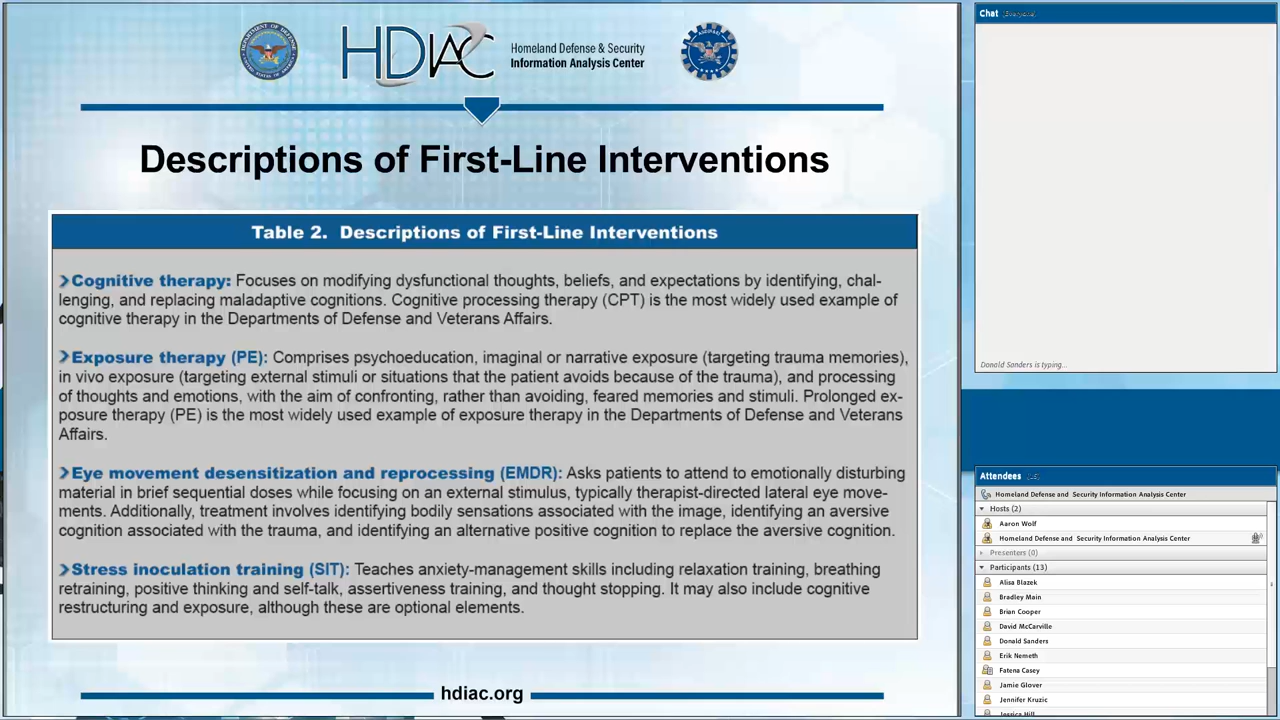 HDIAC
Homeland Defense & Security
Information Analysis Center
Descriptions of First-Line Interventions
Table 2. Descriptions of First-Line Interventions
Cognitive therapy: Focuses on modifying dysfunctional thoughts, beliefs, and expectations by identifying, chal-
lenging, and replacing maladaptive cognitions. Cognitive processing therapy (CPT) is the most widely used example of
cognitive therapy in the Departments of Defense and Veterans Affairs.
Exposure therapy (PE): Comprises psychoeducation, imaginal or narrative exposure (targeting trauma memories),
in vivo exposure (targeting external stimuli or situations that the patient avoids because of the trauma), and processing
of thoughts and emotions, with the aim of confronting, rather than avoiding, feared memories and stimuli. Prolonged ex-
posure therapy (PE) is the most widely used example of exposure therapy in the Departments of Defense and Veterans
Affairs.
Eye movement desensitization and reprocessing (EMDR): Asks patients to attend to emotionally disturbing
material in brief sequential doses while focusing on an external stimulus, typically therapist-directed lateral eye move-
ments. Additionally, treatment involves identifying bodily sensations associated with the image, identifying an aversive
cognition associated with the trauma, and identifying an alternative positive cognition to replace the aversive cognition.
Stress inoculation training (SIT): Teaches anxiety-management skills including relaxation training, breathing
retraining, positive thinking and self-talk, assertiveness training, and thought stopping. It may also include cognitive
restructuring and exposure, although these are optional elements.
hdiac.org
Chat (Everyone)
Donald Sanders is typing...
Attendees
Homeland Defense and Security Information Analysis Center
Hosts (2)
Aaron Wolf
Homeland Defense and Security Information Analysis Center
Presenters (0)
Participants (13)
Alisa Blazek
Bradley Main
Brian Cooper
David McCarville
Donald Sanders
Erik Nemeth
Fatena Casey
Jamie Glover
Jennifer Kruzic
Jessica Hill